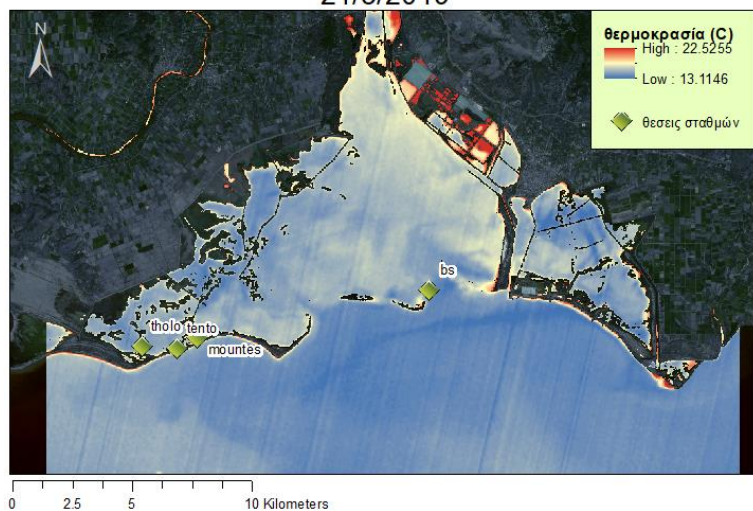 N
θερμοκρασία (C)
High : 22.5255
Low : 13.1146
θεσεις σταθμών
bs
tholo
tento
mountes
0 2.5 5 10 Kilometers